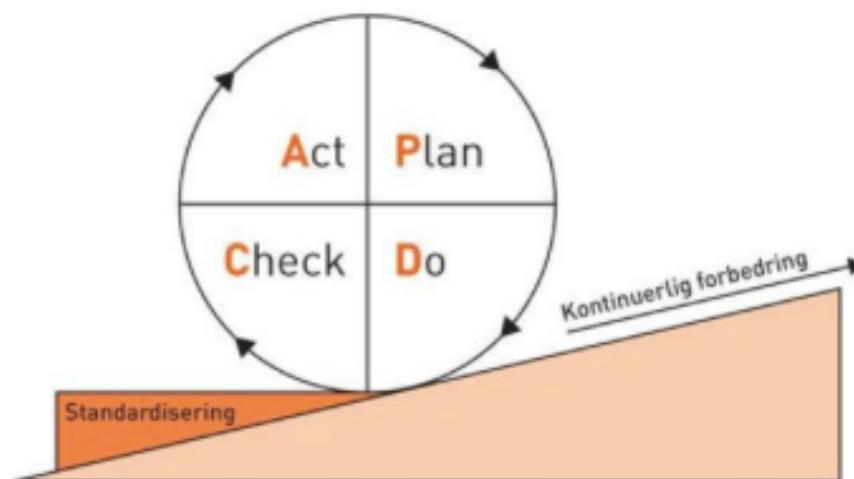 Act Plan
Check Do
Kontinuerlig forbedring
Standardisering